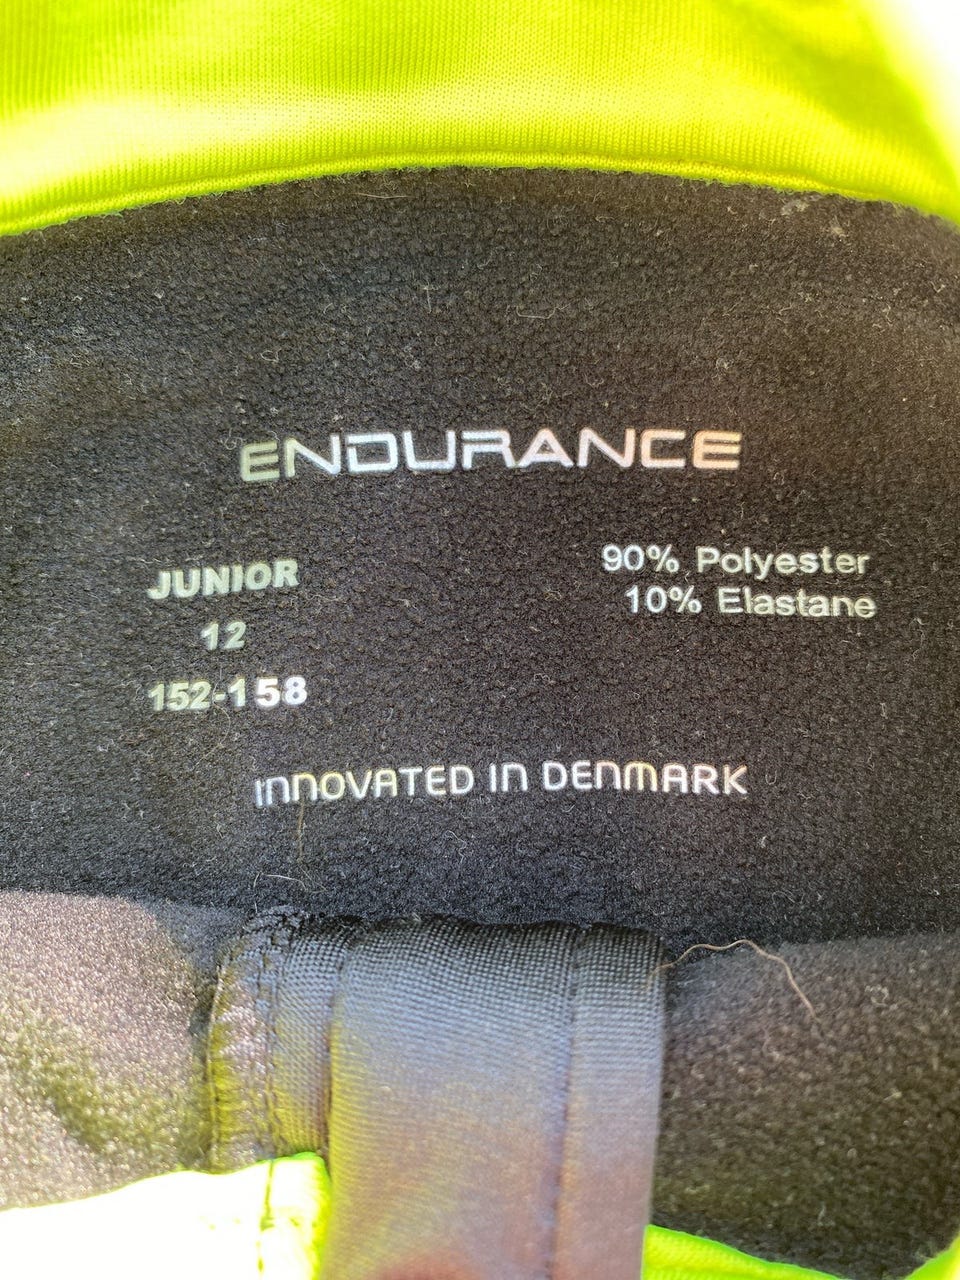 ENDURANCE
JUNIOR
12
152-158
90% Polyester
10% Elastane
INNOVATED IN DENMARK